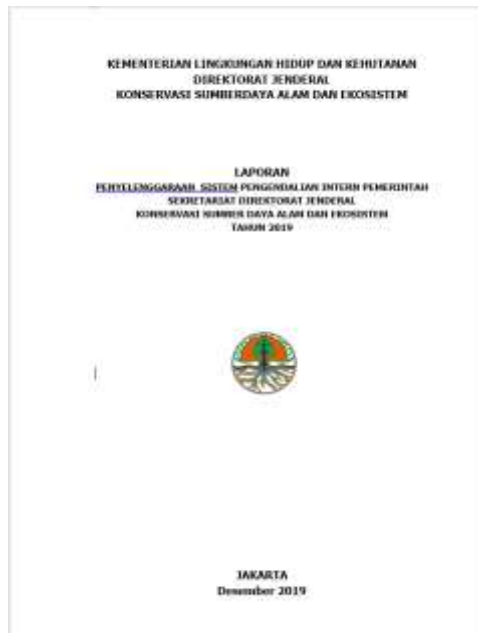 KEMENTERIAN LINGKUNGAN HIDUP DAN KEHUTANAN
DIREKTORAT JENDERAL
KONSERVASI SUMBERDAYA ALAM DAN EKOSISTEM
LAPORAN
PENYELENGGARAAN SISTEM PENGENDALIAN INTERN PEMERINTAH
SEKRETARIAT DIREKTORAT JENDERAL
KONSERVASI SUMBER DAYA ALAM DAN EKOSISTEM
TAHUN 2019
JAKARTA
Desember 2019